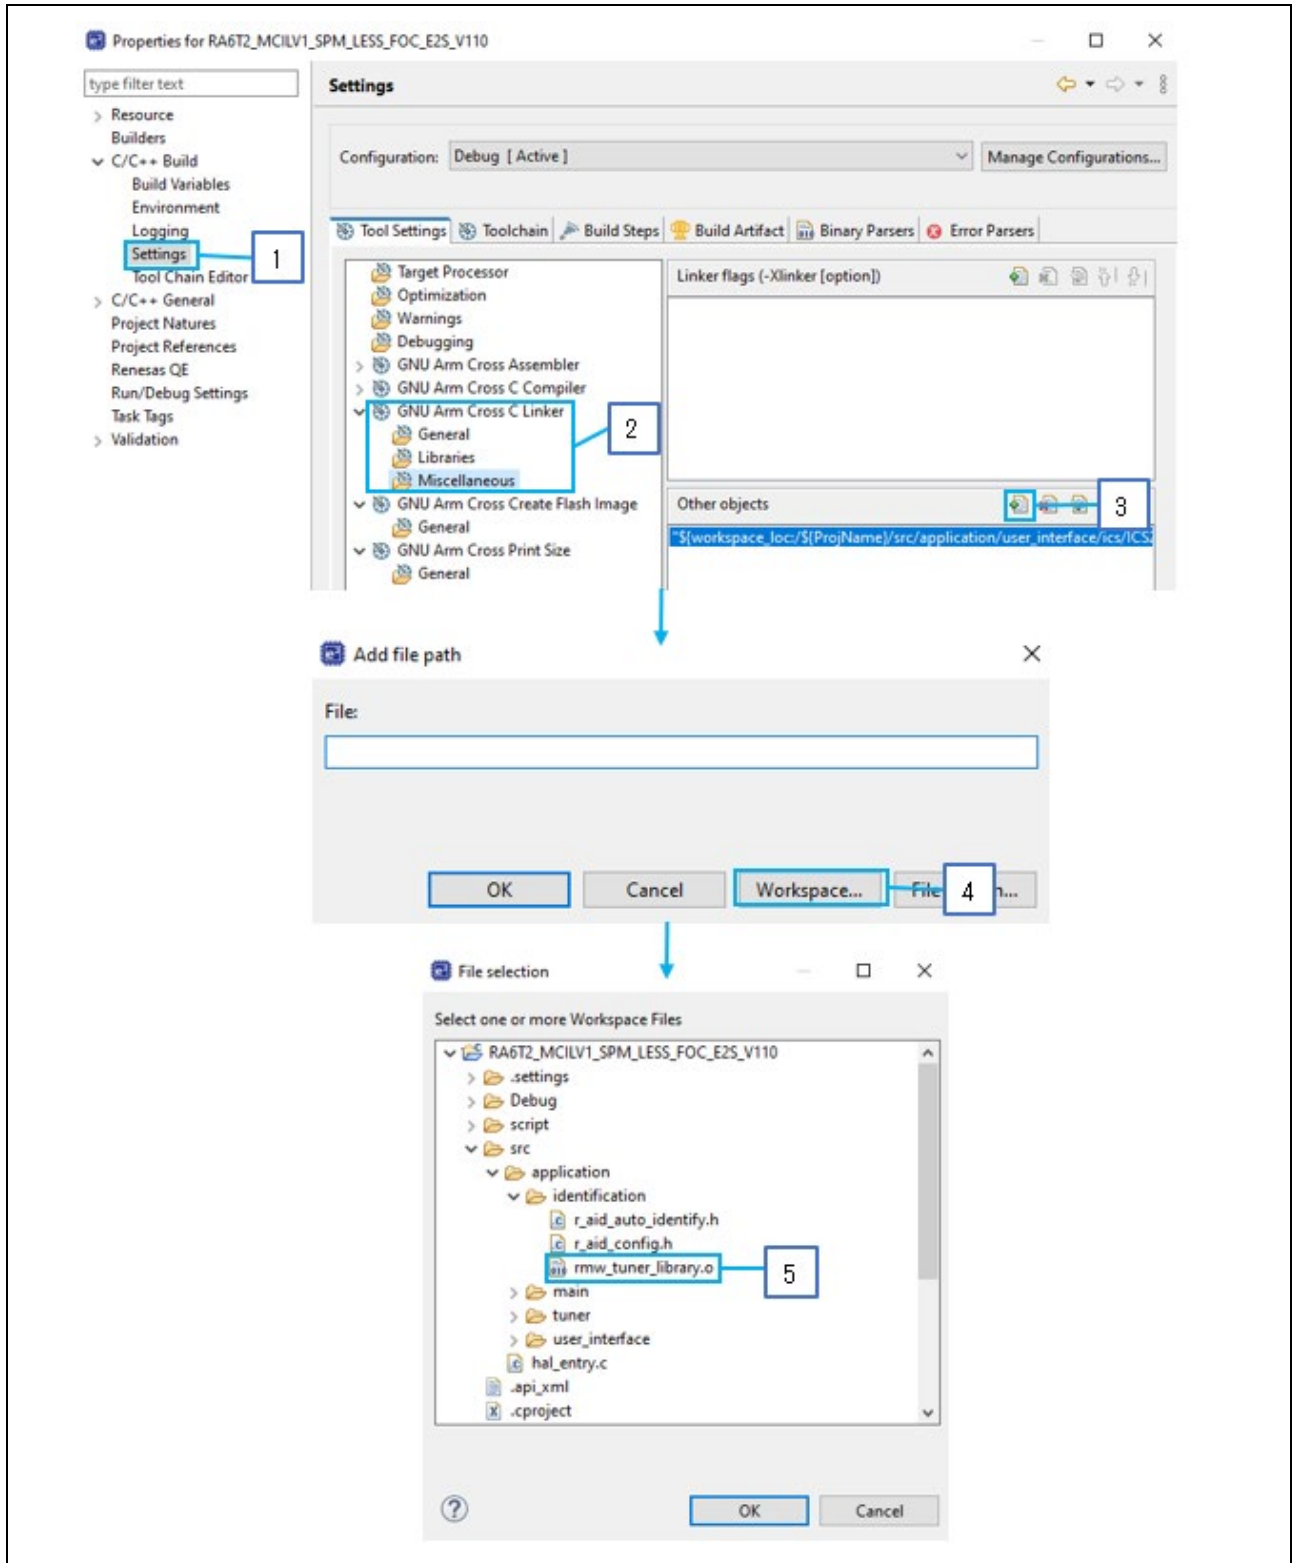 Properties for RA6T2_MCILV1_SPM_LESS_FOC_E2S_V110
type filter text
Resource
Builders
C/C++ Build
Build Variables
Environment
Logging
Settings
1
Tool Chain Editor
C/C++ General
Project Natures
Project References
Renesas QE
Run/Debug Settings
Task Tags
Validation
Settings
Configuration: Debug [ Active ]
Manage Configurations...
Tool Settings Toolchain Build Steps Build Artifact Binary Parsers Error Parsers
Target Processor
Optimization
Warnings
Debugging
GNU Arm Cross Assembler
GNU Arm Cross C Compiler
GNU Arm Cross C Linker
General
Libraries
Miscellaneous
2
GNU Arm Cross Create Flash Image
General
GNU Arm Cross Print Size
General
Linker flags (-Xlinker [option])
Other objects
3
"${workspace_loc:/${ProjName}/src/application/user_interface/ics/ICS2
Add file path
File:
OK
Cancel
Workspace...
4
File
File selection
Select one or more Workspace Files
RA6T2_MCILV1_SPM_LESS_FOC_E2S_V110
.settings
Debug
script
src
application
identification
r_aid_auto_identify.h
r_aid_config.h
rmw_tuner_library.o
5
main
tuner
user_interface
hal_entry.c
.api_xml
.cproject
OK
Cancel